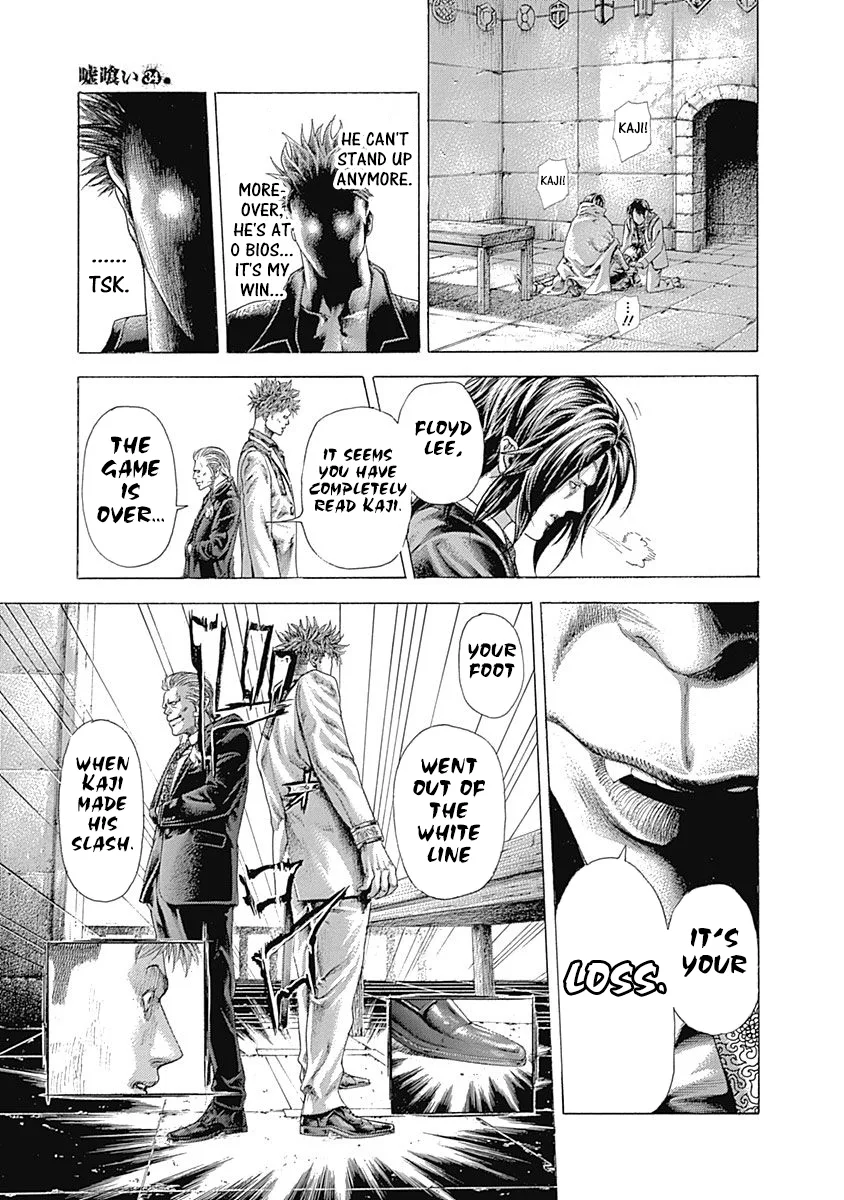 嘘喰い34.
KAJI!
KAJI!
…!!
HE CAN'T
STAND UP
ANYMORE.
MORE-
OVER,
HE'S AT
0 BIOS...
IT'S MY
WIN...
......
TSK.
FLOYD
LEE,
IT SEEMS
YOU HAVE
COMPLETELY
READ KAJI.
THE
GAME
IS
OVER...
IT'S
YOUR
LOSS.
YOUR
FOOT
WENT
OUT OF
THE
WHITE
LINE
WHEN
KAJI
MADE
HIS
SLASH.